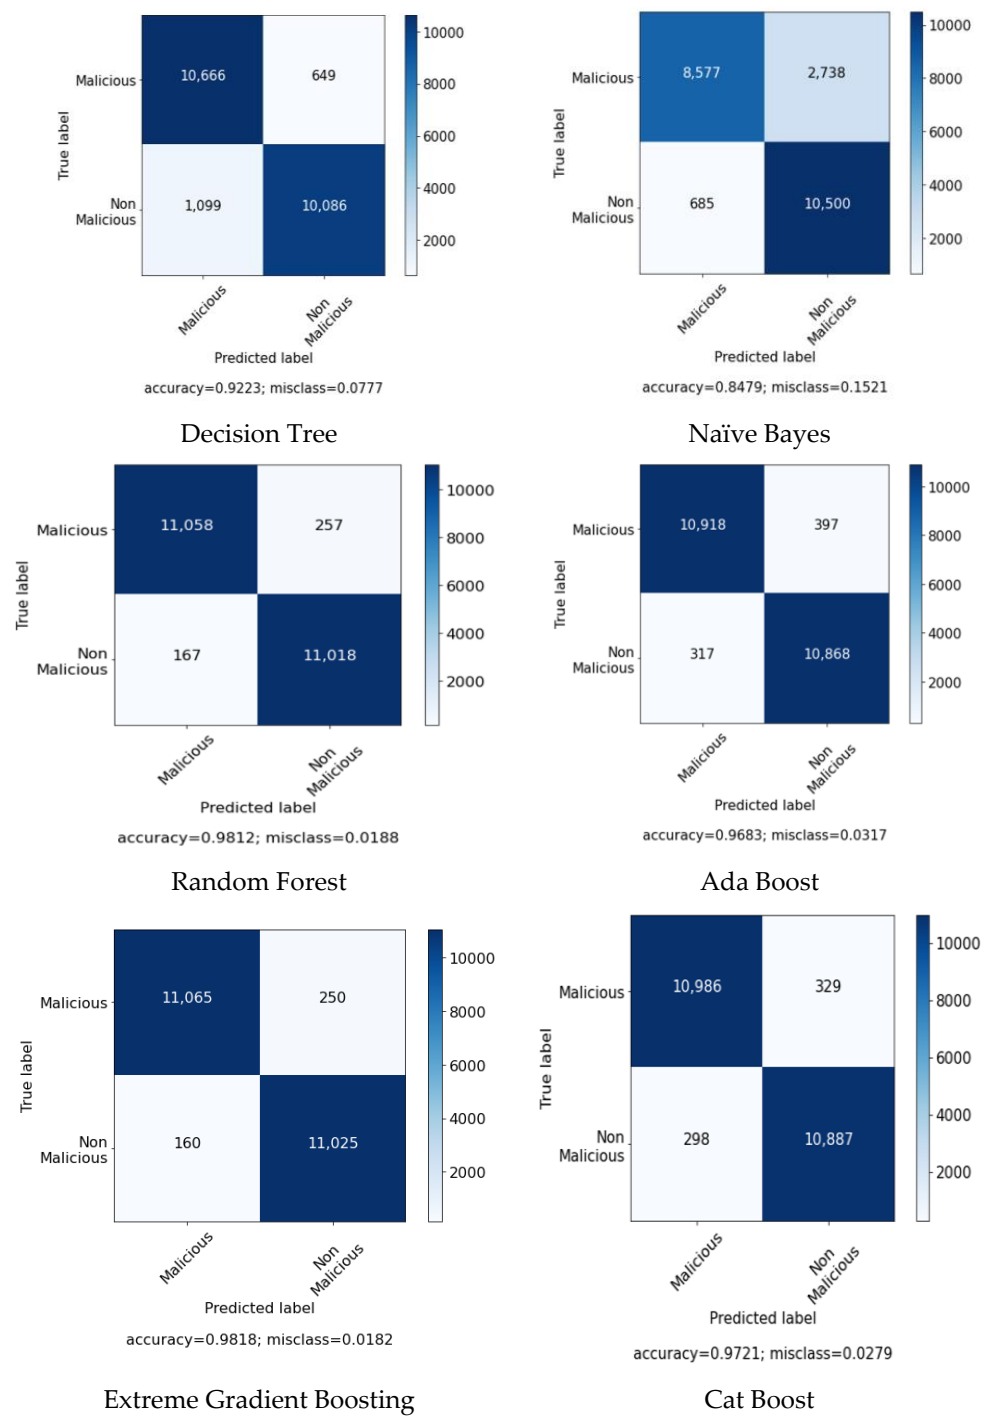 True label
Malicious
Non
Malicious
10,666
649
1,099
10,086
10000
8000
6000
4000
2000
Malicious
Non
Malicious
Predicted label
accuracy=0.9223; misclass=0.0777
Decision Tree
True label
Malicious
Non
Malicious
8,577
2,738
685
10,500
10000
8000
6000
4000
2000
Malicious
Non
Malicious
Predicted label
accuracy=0.8479; misclass=0.1521
Naïve Bayes
True label
Malicious
Non
Malicious
11,058
257
167
11,018
10000
8000
6000
4000
2000
Malicious
Non
Malicious
Predicted label
accuracy=0.9812; misclass=0.0188
Random Forest
True label
Malicious
Non
Malicious
10,918
397
317
10,868
10000
8000
6000
4000
2000
Malicious
Non
Malicious
Predicted label
accuracy=0.9683; misclass=0.0317
Ada Boost
True label
Malicious
Non
Malicious
11,065
250
160
11,025
10000
8000
6000
4000
2000
Malicious
Non
Malicious
Predicted label
accuracy=0.9818; misclass=0.0182
Extreme Gradient Boosting
True label
Malicious
Non
Malicious
10,986
329
298
10,887
10000
8000
6000
4000
2000
Malicious
Non
Malicious
Predicted label
accuracy=0.9721; misclass=0.0279
Cat Boost